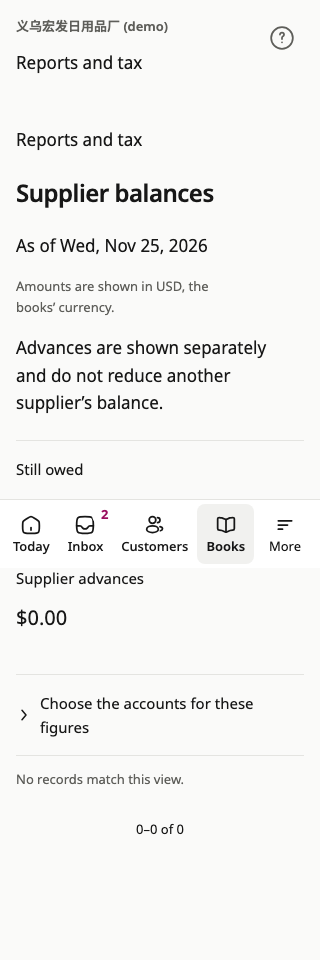 义乌宏发日用品厂 (demo)
Reports and tax
Reports and tax
Supplier balances
As of Wed, Nov 25, 2026
Amounts are shown in USD, the
books’ currency.
Advances are shown separately
and do not reduce another
supplier’s balance.
Still owed
2
Today Inbox Customers Books More
Supplier advances
$0.00
Choose the accounts for these
figures
No records match this view.
0–0 of 0